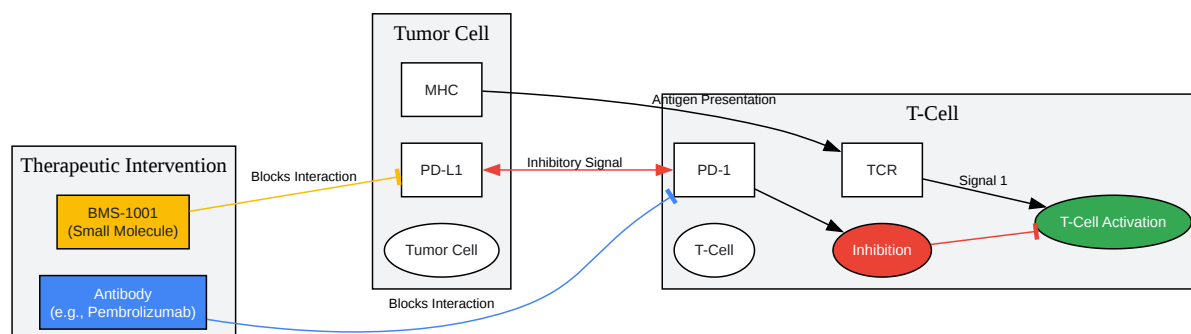 Tumor Cell
MHC
Antigen Presentation
T-Cell
Therapeutic Intervention
PD-L1
Inhibitory Signal
PD-1
TCR
Blocks Interaction
Signal 1
BMS-1001
(Small Molecule)
Tumor Cell
T-Cell
Inhibition
T-Cell Activation
Antibody
(e.g., Pembrolizumab)
Blocks Interaction